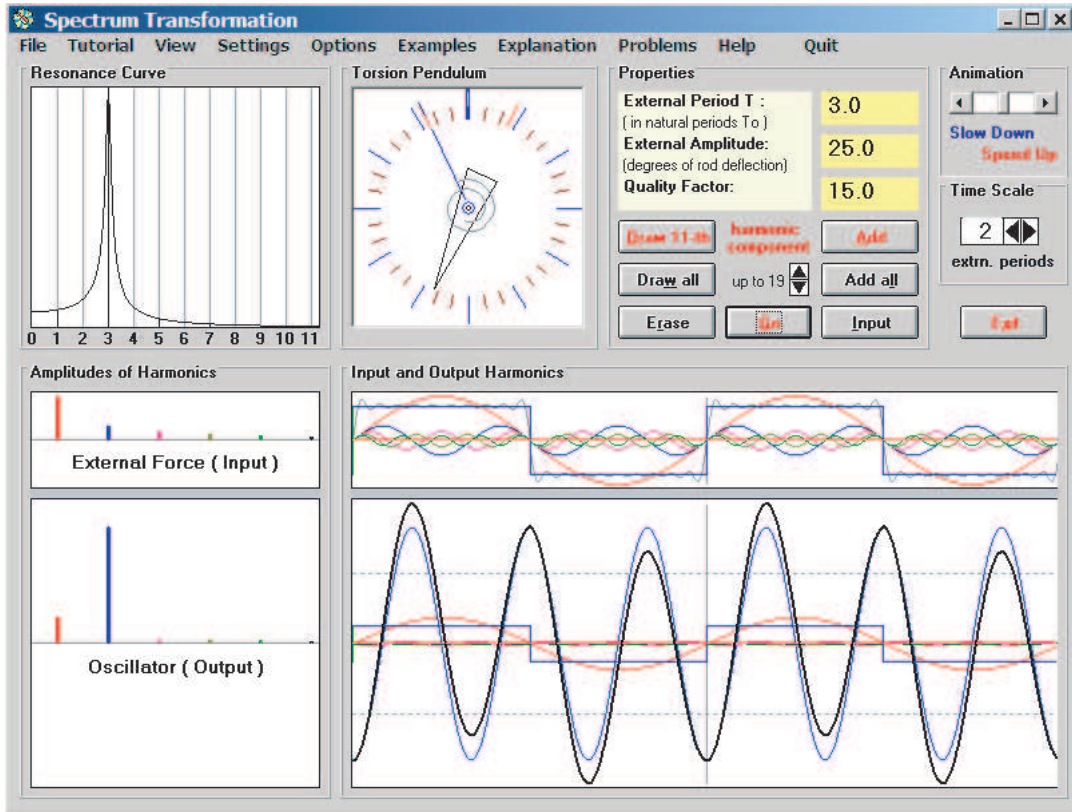 Spectrum Transformation
File Tutorial View Settings Options Examples Explanation Problems Help Quit
Resonance Curve
0 1 2 3 4 5 6 7 8 9 10 11
Torsion Pendulum
Properties
External Period T : 3.0
( in natural periods To )
External Amplitude: 25.0
(degrees of rod deflection)
Quality Factor: 15.0
Draw 11-th harmonic component Add
Draw all up to 19 Add all
Erase Go Input
Animation
Slow Down
Speed Up
Time Scale
2
extrn. periods
Amplitudes of Harmonics
External Force ( Input )
Oscillator ( Output )
Input and Output Harmonics